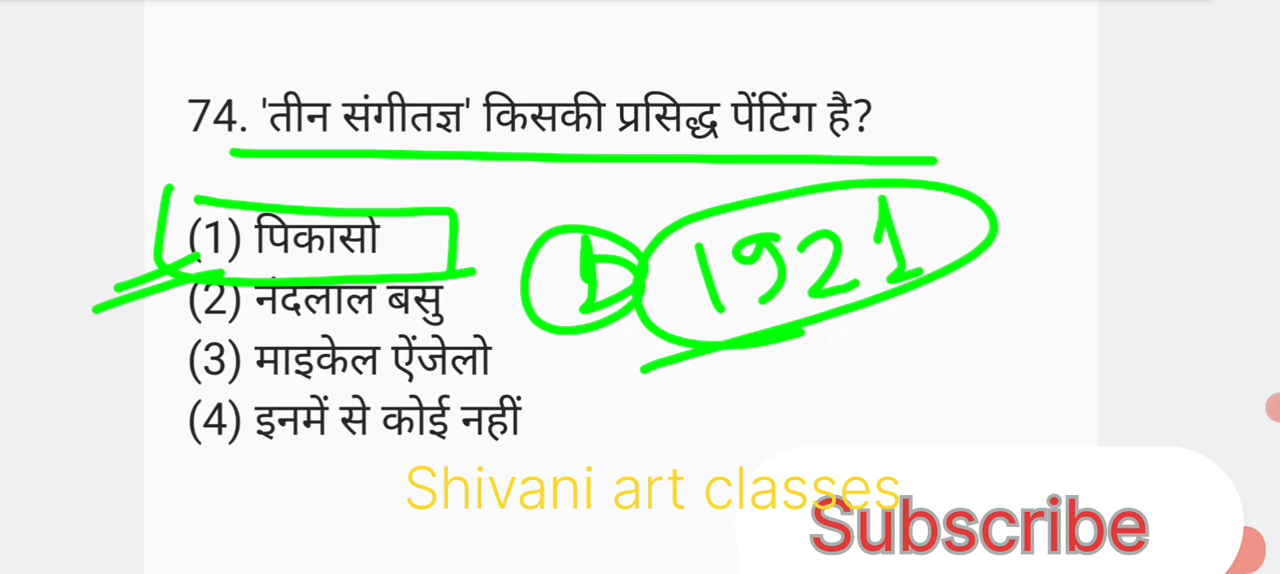 74. 'तीन संगीतज्ञ' किसकी प्रसिद्ध पेंटिंग है?
(1) पिकासो
D 1921
(2) नंदलाल बसु
(3) माइकेल ऐंजेलो
(4) इनमें से कोई नहीं
Shivani art classes
Subscribe